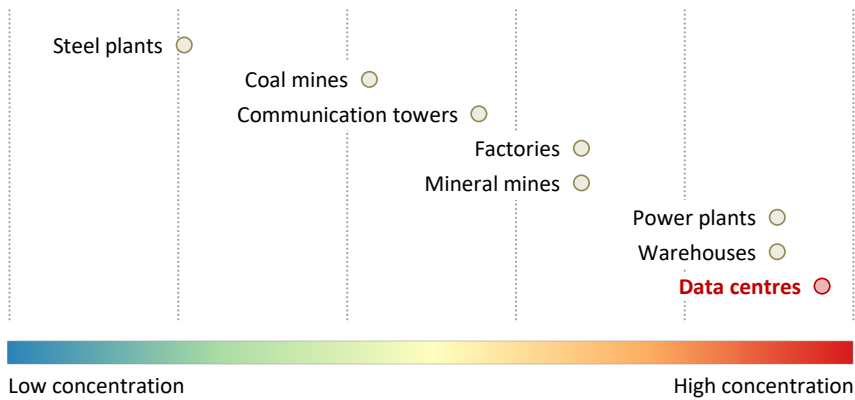 Steel plants
Coal mines
Communication towers
Factories
Mineral mines
Power plants
Warehouses
Data centres
Low concentration
High concentration